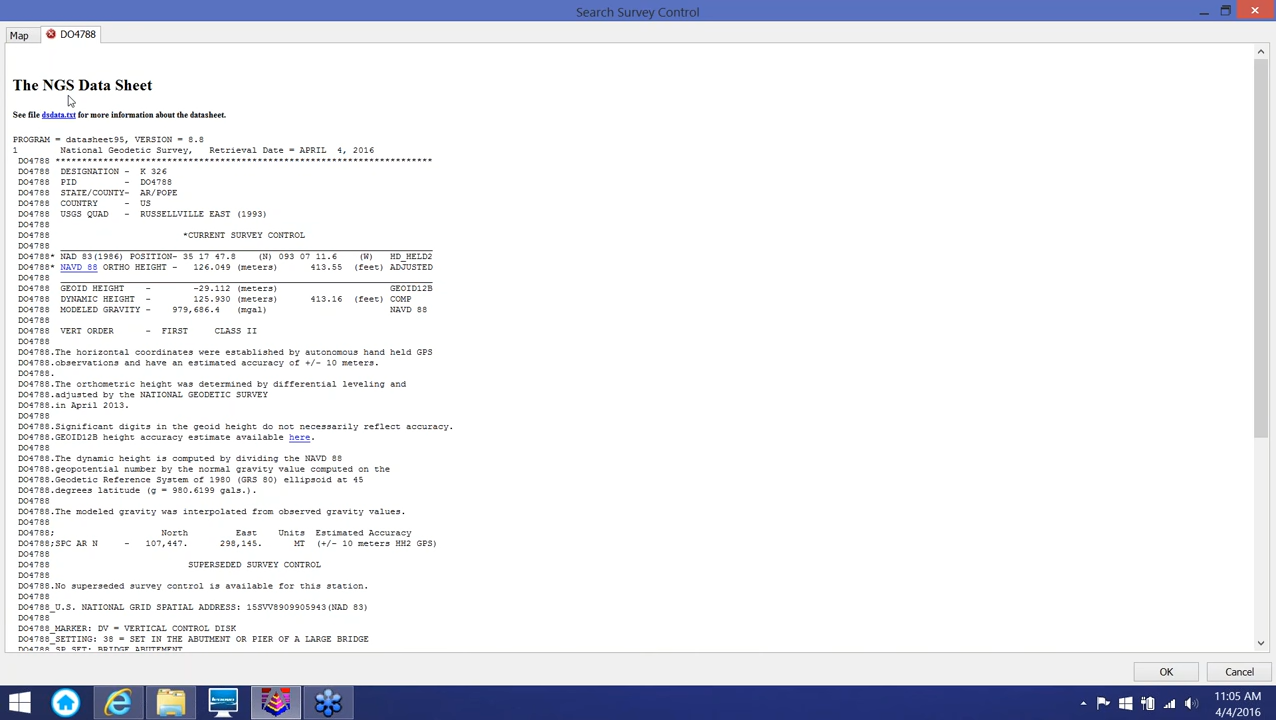 Search Survey Control
Map
DO4788
The NGS Data Sheet
See file dsdata.txt for more information about the datasheet.
PROGRAM = datasheet95, VERSION = 8.8
1 National Geodetic Survey, Retrieval Date = APRIL 4, 2016
DO4788 ***********************************************************************
DO4788 DESIGNATION - K 326
DO4788 PID - DO4788
DO4788 STATE/COUNTY- AR/POPE
DO4788 COUNTRY - US
DO4788 USGS QUAD - RUSSELLVILLE EAST (1993)
DO4788
DO4788 *CURRENT SURVEY CONTROL
DO4788
DO4788* NAD 83(1986) POSITION- 35 17 47.8 (N) 093 07 11.6 (W) HD_HELD2
DO4788* NAVD 88 ORTHO HEIGHT - 126.049 (meters) 413.55 (feet) ADJUSTED
DO4788
DO4788 GEOID HEIGHT - -29.112 (meters) GEOID12B
DO4788 DYNAMIC HEIGHT - 125.930 (meters) 413.16 (feet) COMP
DO4788 MODELED GRAVITY - 979,686.4 (mgal) NAVD 88
DO4788
DO4788 VERT ORDER - FIRST CLASS II
DO4788
DO4788.The horizontal coordinates were established by autonomous hand held GPS
DO4788.observations and have an estimated accuracy of +/- 10 meters.
DO4788.
DO4788.The orthometric height was determined by differential leveling and
DO4788.adjusted by the NATIONAL GEODETIC SURVEY
DO4788.in April 2013.
DO4788
DO4788.Significant digits in the geoid height do not necessarily reflect accuracy.
DO4788.GEOID12B height accuracy estimate available here.
DO4788
DO4788.The dynamic height is computed by dividing the NAVD 88
DO4788.geopotential number by the normal gravity value computed on the
DO4788.Geodetic Reference System of 1980 (GRS 80) ellipsoid at 45
DO4788.degrees latitude (g = 980.6199 gals.).
DO4788
DO4788.The modeled gravity was interpolated from observed gravity values.
DO4788
DO4788; North East Units Estimated Accuracy
DO4788;SPC AR N - 107,447. 298,145. MT (+/- 10 meters HH2 GPS)
DO4788
DO4788 SUPERSEDED SURVEY CONTROL
DO4788
DO4788.No superseded survey control is available for this station.
DO4788
DO4788_U.S. NATIONAL GRID SPATIAL ADDRESS: 15SVV8909905943(NAD 83)
DO4788
DO4788_MARKER: DV = VERTICAL CONTROL DISK
DO4788_SETTING: 38 = SET IN THE ABUTMENT OR PIER OF A LARGE BRIDGE
DO4788_SP_SET: BRIDGE ABUTEMENT
OK
Cancel
11:05 AM
4/4/2016